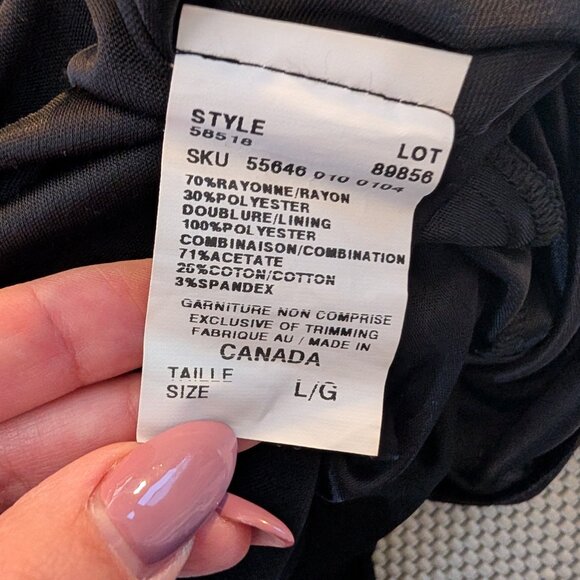 STYLE
58518
LOT
89856
SKU 55646 010 0104
70%RAYONNE/RAYON
30%POLYESTER
DOUBLURE/LINING
100%POLYESTER
COMBINAISON/COMBINATION
71%ACETATE
26%COTON/COTTON
3%SPANDEX
GARNITURE NON COMPRISE
EXCLUSIVE OF TRIMMING
FABRIQUE AU / MADE IN
CANADA
TAILLE
SIZE L/G